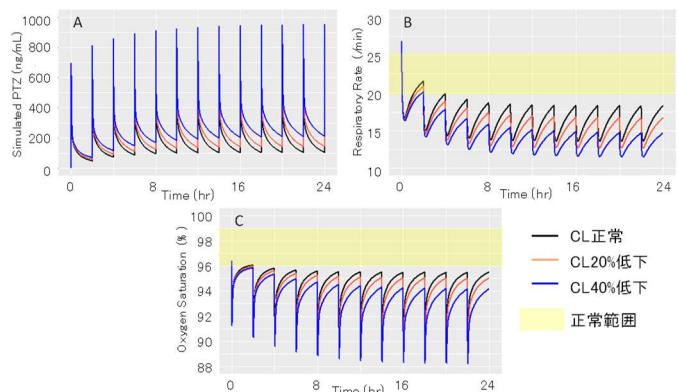 A
Simulated PTZ (ng/mL)
1000
800
600
400
200
0
0
8
16
24
Time (hr)
B
Respiratory Rate (/min)
30
25
20
15
10
0
8
16
24
Time (hr)
C
Oxygen Saturation (%)
100
98
96
94
92
90
88
0
8
16
24
Time (hr)
CL正常
CL20%低下
CL40%低下
正常範囲